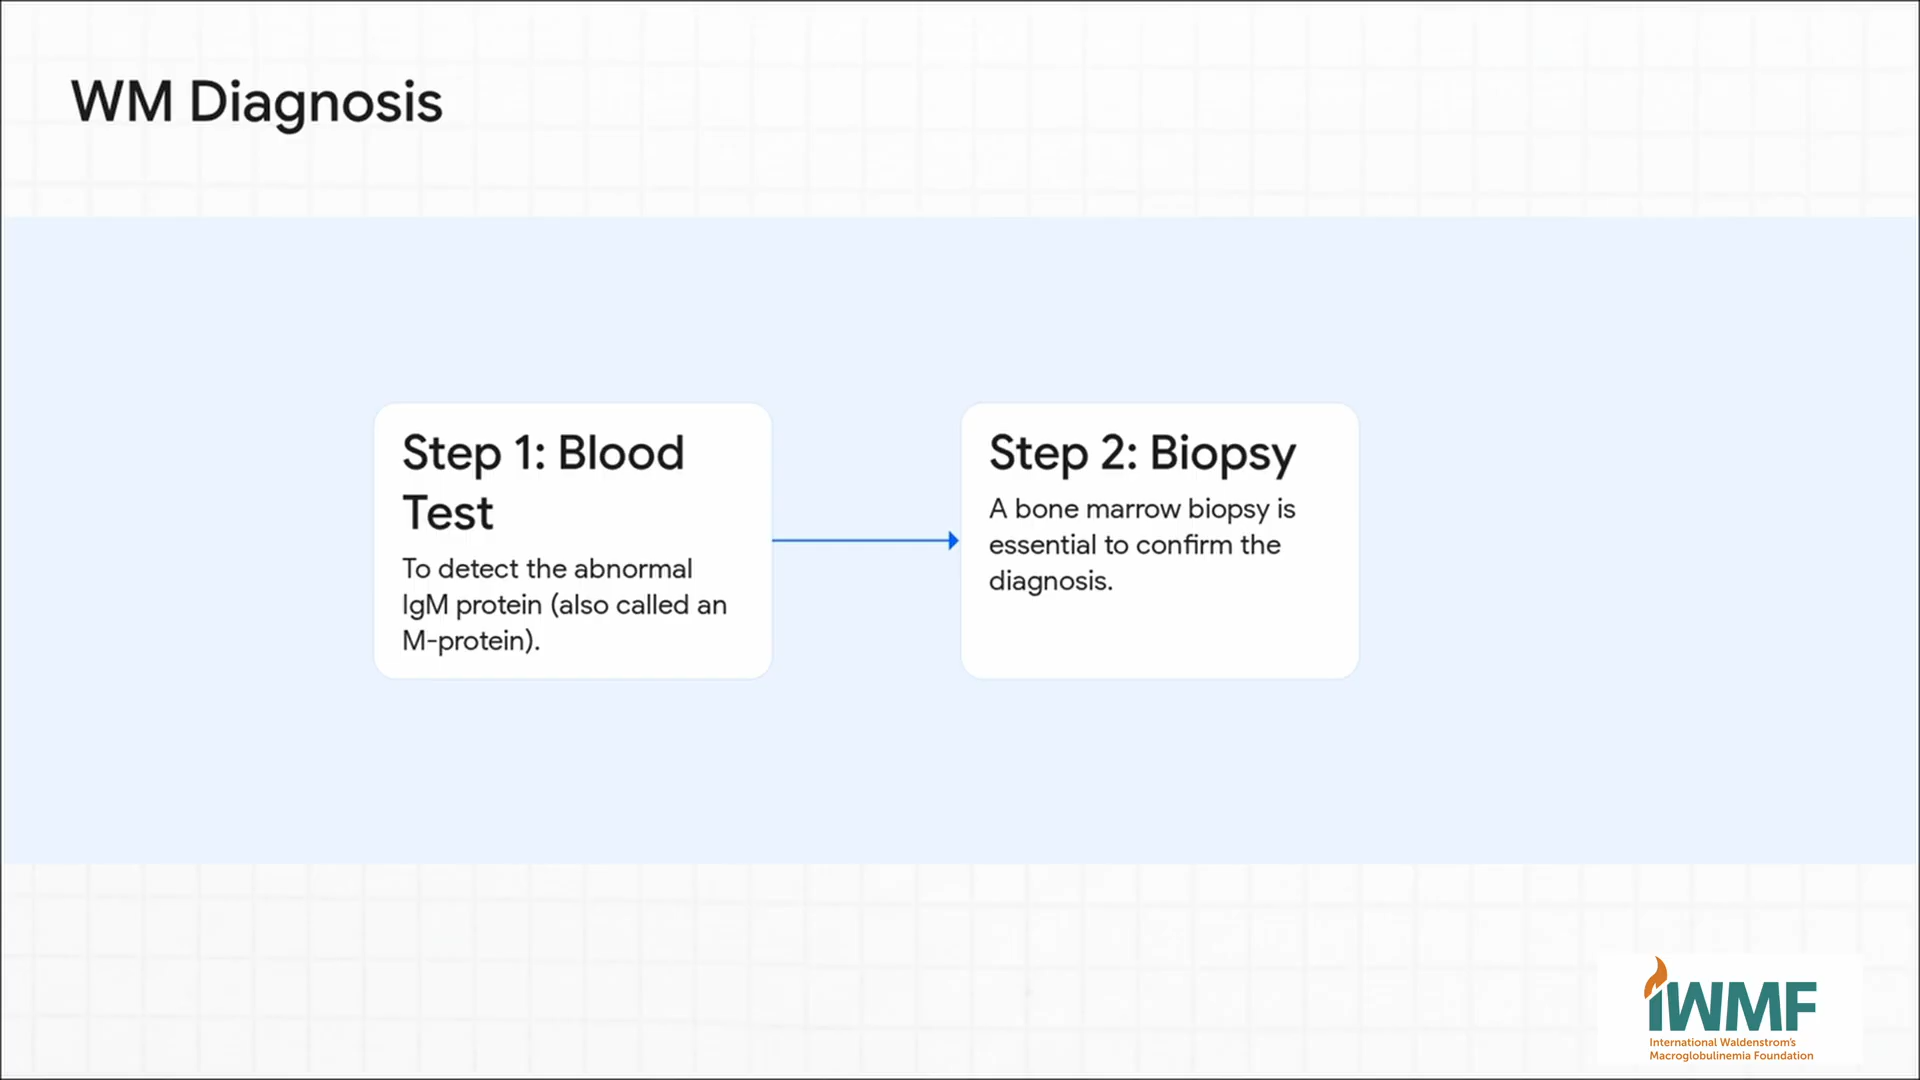 WM Diagnosis
Step 1: Blood
Test
To detect the abnormal
IgM protein (also called an
M-protein).
Step 2: Biopsy
A bone marrow biopsy is
essential to confirm the
diagnosis.
iWMF
International Waldenstrom's
Macroglobulinemia Foundation